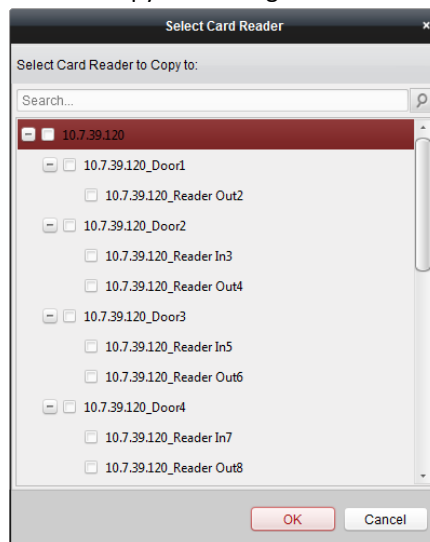 Select Card Reader ×
Select Card Reader to Copy to:
Search...
10.7.39.120
10.7.39.120_Door1
10.7.39.120_Reader Out2
10.7.39.120_Door2
10.7.39.120_Reader In3
10.7.39.120_Reader Out4
10.7.39.120_Door3
10.7.39.120_Reader In5
10.7.39.120_Reader Out6
10.7.39.120_Door4
10.7.39.120_Reader In7
10.7.39.120_Reader Out8
OK Cancel